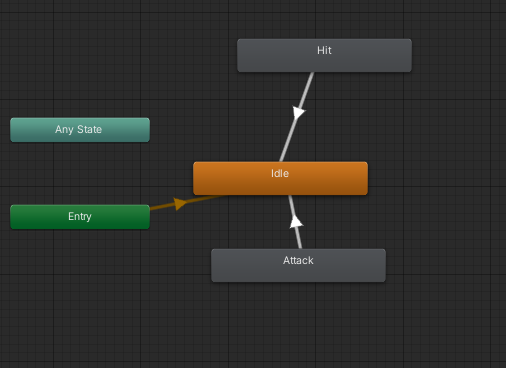 Hit
Any State
Idle
Entry
Attack